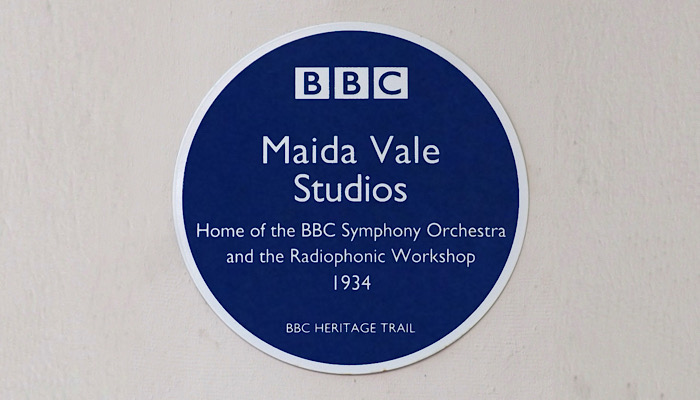 BBC
Maida Vale
Studios
Home of the BBC Symphony Orchestra
and the Radiophonic Workshop
1934
BBC HERITAGE TRAIL